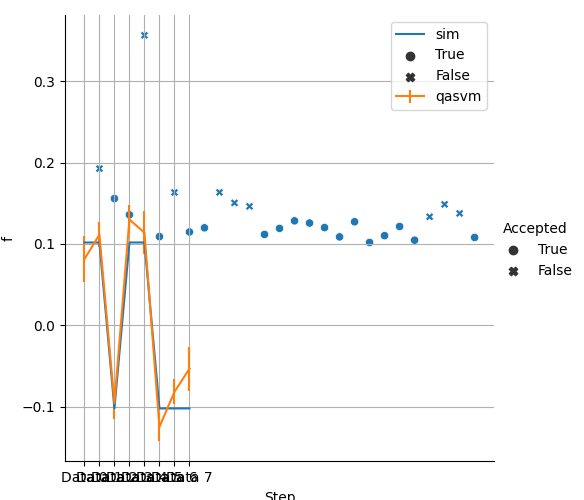 sim
True
False
qasvm
0.3
0.2
0.1
0.0
−0.1
f
Accepted
True
False
7
Step